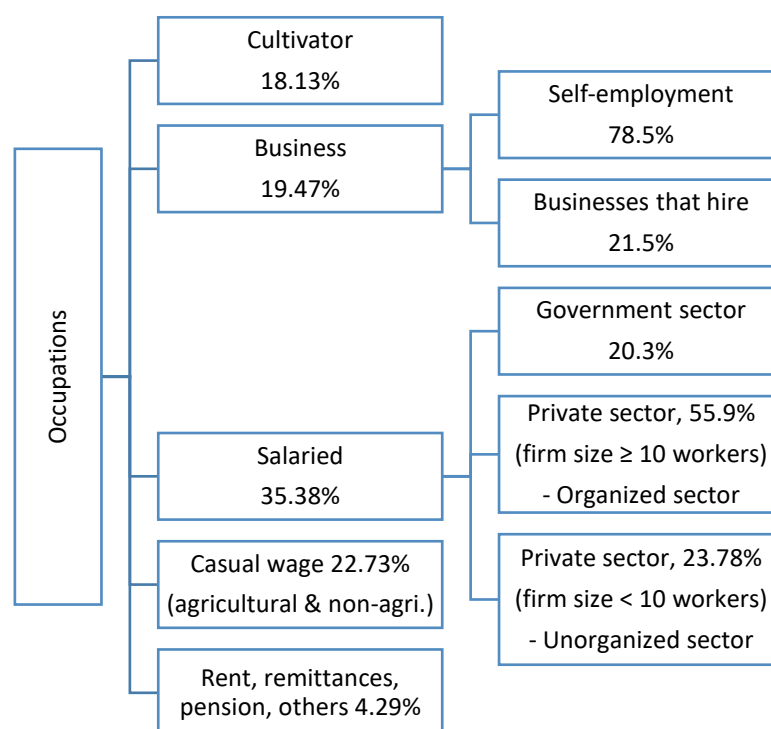 Occupations
Cultivator
18.13%
Business
19.47%
Self-employment
78.5%
Businesses that hire
21.5%
Salaried
35.38%
Government sector
20.3%
Private sector, 55.9%
(firm size ≥ 10 workers)
- Organized sector
Private sector, 23.78%
(firm size < 10 workers)
- Unorganized sector
Casual wage 22.73%
(agricultural & non-agri.)
Rent, remittances,
pension, others 4.29%